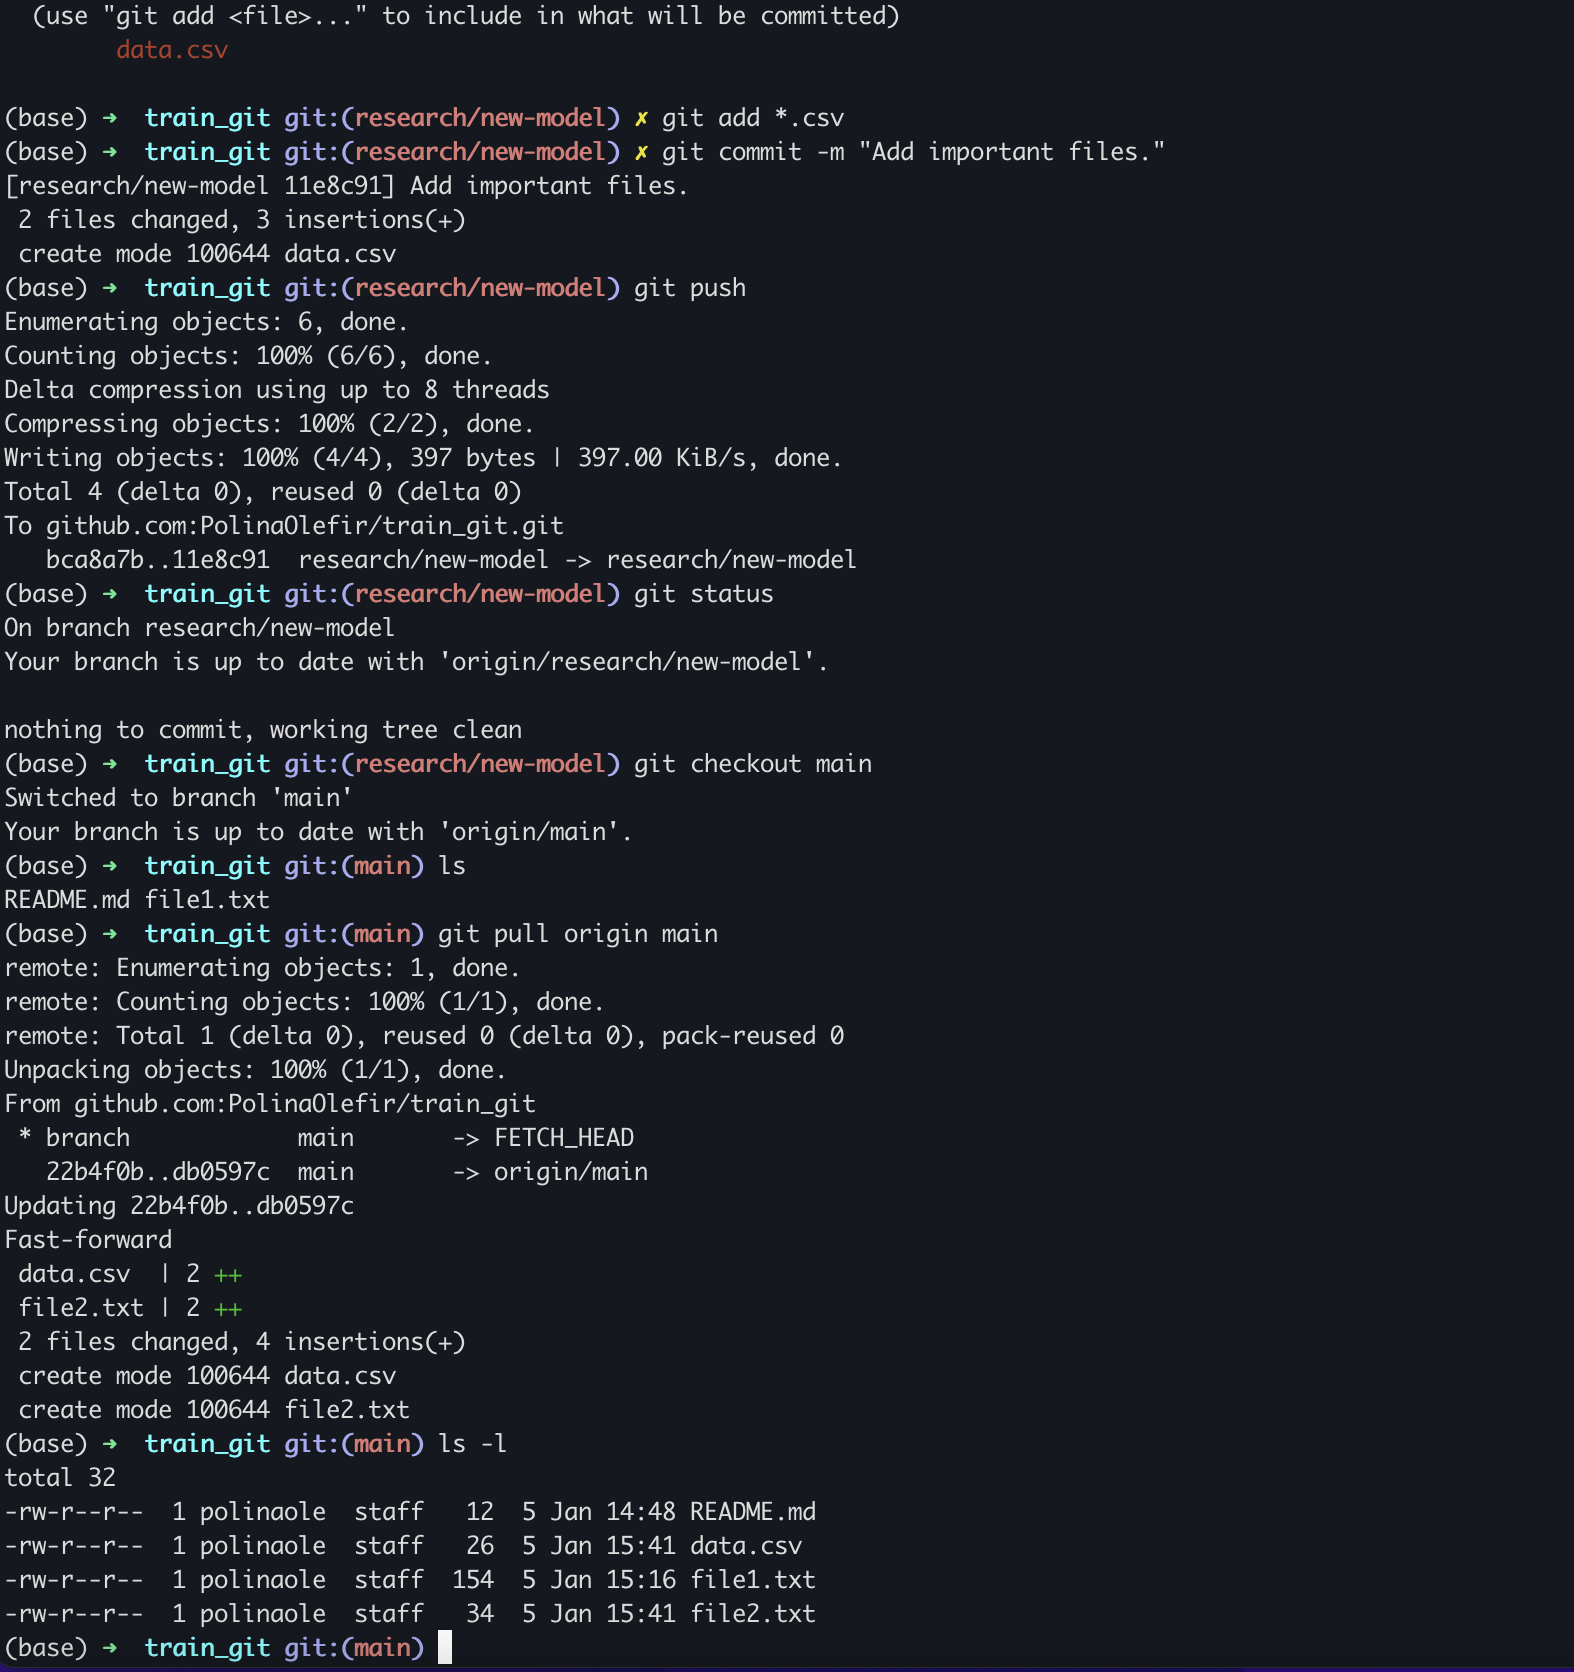 (use "git add <file>..." to include in what will be committed)
data.csv
(base) ➜  train_git git:(research/new-model) ✗ git add *.csv
(base) ➜  train_git git:(research/new-model) ✗ git commit -m "Add important files."
[research/new-model 11e8c91] Add important files.
 2 files changed, 3 insertions(+)
 create mode 100644 data.csv
(base) ➜  train_git git:(research/new-model) git push
Enumerating objects: 6, done.
Counting objects: 100% (6/6), done.
Delta compression using up to 8 threads
Compressing objects: 100% (2/2), done.
Writing objects: 100% (4/4), 397 bytes | 397.00 KiB/s, done.
Total 4 (delta 0), reused 0 (delta 0)
To github.com:PolinaOlefir/train_git.git
   bca8a7b..11e8c91  research/new-model -> research/new-model
(base) ➜  train_git git:(research/new-model) git status
On branch research/new-model
Your branch is up to date with 'origin/research/new-model'.
nothing to commit, working tree clean
(base) ➜  train_git git:(research/new-model) git checkout main
Switched to branch 'main'
Your branch is up to date with 'origin/main'.
(base) ➜  train_git git:(main) ls
README.md file1.txt
(base) ➜  train_git git:(main) git pull origin main
remote: Enumerating objects: 1, done.
remote: Counting objects: 100% (1/1), done.
remote: Total 1 (delta 0), reused 0 (delta 0), pack-reused 0
Unpacking objects: 100% (1/1), done.
From github.com:PolinaOlefir/train_git
 * branch            main       -> FETCH_HEAD
   22b4f0b..db0597c  main       -> origin/main
Updating 22b4f0b..db0597c
Fast-forward
 data.csv  | 2 ++
 file2.txt | 2 ++
 2 files changed, 4 insertions(+)
 create mode 100644 data.csv
 create mode 100644 file2.txt
(base) ➜  train_git git:(main) ls -l
total 32
-rw-r--r--  1 polinaole  staff   12  5 Jan 14:48 README.md
-rw-r--r--  1 polinaole  staff   26  5 Jan 15:41 data.csv
-rw-r--r--  1 polinaole  staff  154  5 Jan 15:16 file1.txt
-rw-r--r--  1 polinaole  staff   34  5 Jan 15:41 file2.txt
(base) ➜  train_git git:(main)